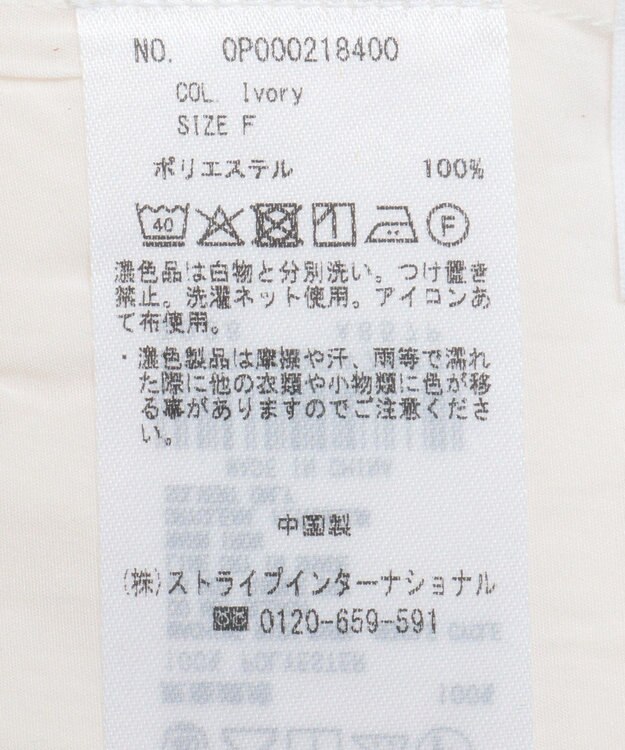 NO. OP000218400
COL. Ivory
SIZE F
ポリエステル 100%
40
F
濃色品は白物と分別洗い。つけ置き
禁止。洗濯ネット使用。アイロンあ
て布使用。
・濃色製品は摩擦や汗、雨等で濡れ
た際に他の衣類や小物類に色が移
る事がありますのでご注意くださ
い。
中国製
(株)ストライプインターナショナル
0120-659-591